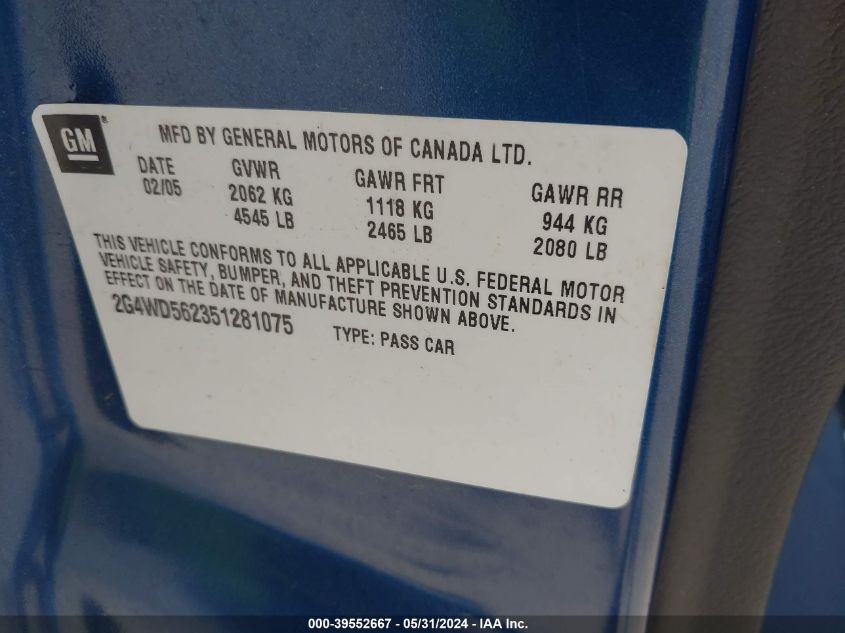 GM ®
MFD BY GENERAL MOTORS OF CANADA LTD.
DATE GVWR GAWR FRT GAWR RR
02/05 2062 KG 1118 KG 944 KG
4545 LB 2465 LB 2080 LB
THIS VEHICLE CONFORMS TO ALL APPLICABLE U.S. FEDERAL MOTOR
VEHICLE SAFETY, BUMPER, AND THEFT PREVENTION STANDARDS IN
EFFECT ON THE DATE OF MANUFACTURE SHOWN ABOVE.
2G4WD562351281075 TYPE: PASS CAR
000-39552667 - 05/31/2024 - IAA Inc.